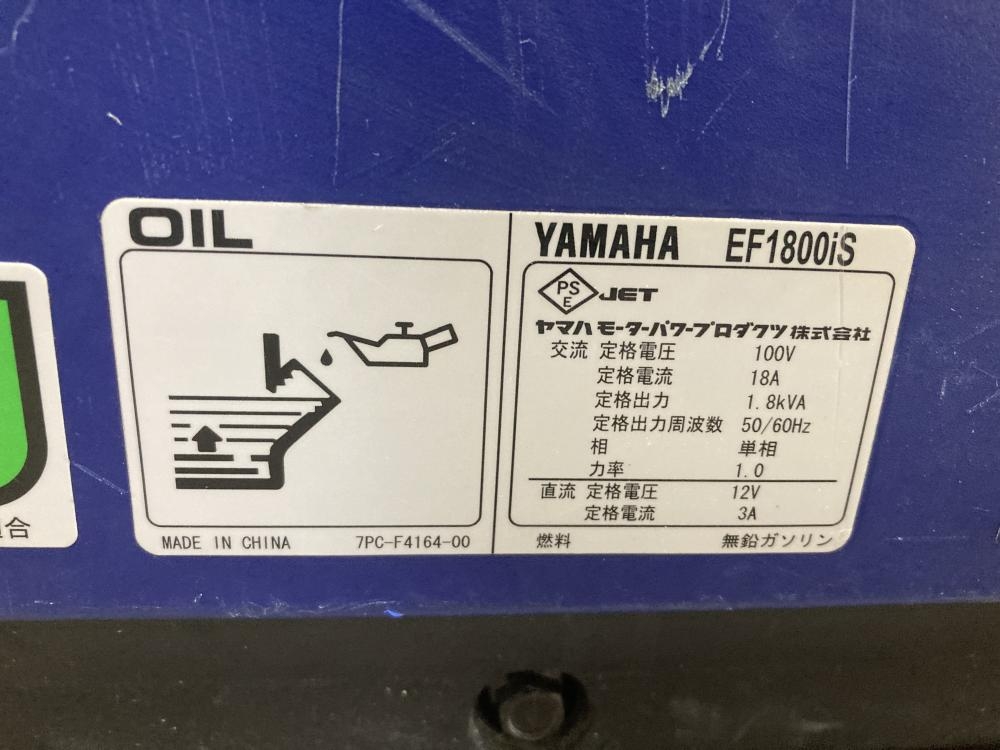 OIL
MADE IN CHINA 7PC-F4164-00
YAMAHA EF1800iS
PS
E
JET
ヤマハ モーターパワープロダクツ 株式会社
交流 定格電圧 100V
定格電流 18A
定格出力 1.8kVA
定格出力周波数 50/60Hz
相 単相
力率 1.0
直流 定格電圧 12V
定格電流 3A
燃料 無鉛ガソリン
合